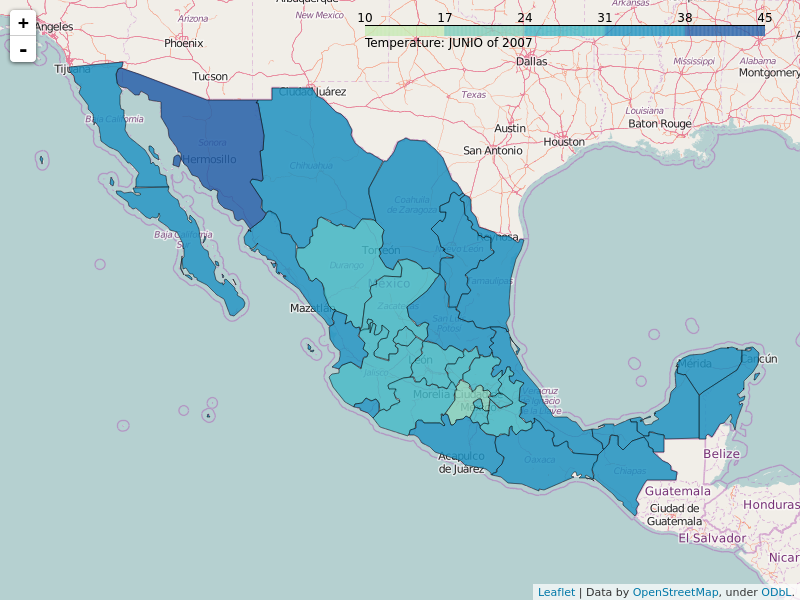 +
-
10 17 24 31 38 45
Temperature: JUNIO of 2007
Arkansas
Angeles
Arizona
New Mexico
Phoenix
Tucson
Dallas
Mississippi
Alabama
Montgomery
Texas
Louisiana
Baton Rouge
Austin
Houston
San Antonio
Tijuana
Ciudad Juárez
Baja California
Sonora
Hermosillo
Chihuahua
Coahuila
de Zaragoza
Baja California
Sur
Torreón
Nuevo León
Reynosa
Durango
México
Tamaulipas
Zacatecas
Mazatlán
San Luis
Potosí
León
Jalisco
Morelia
Veracruz
de Ignacio
de la Llave
Mérida
Cancún
Acapulco
de Juárez
Oaxaca
Chiapas
Belize
Guatemala
Ciudad de
Guatemala
Honduras
El Salvador
Nicar
Leaflet | Data by OpenStreetMap, under ODbL.